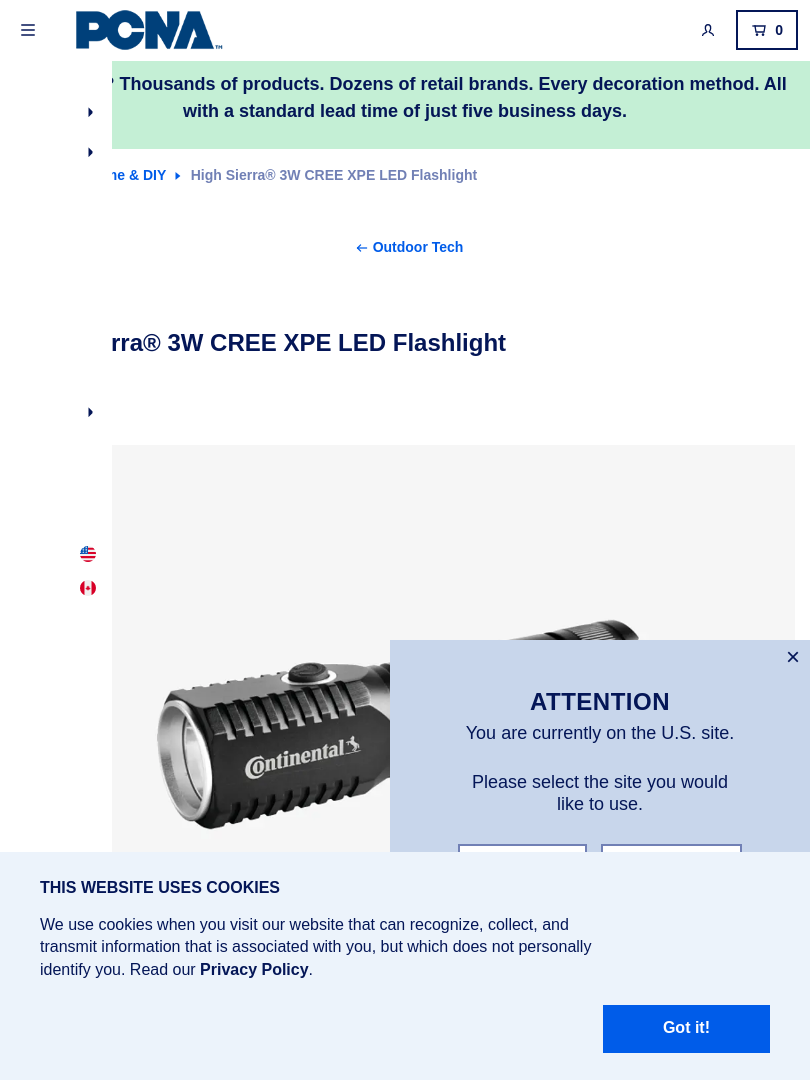 PCNA™
0
Thousands of products. Dozens of retail brands. Every decoration method. All
with a standard lead time of just five business days.
& DIY
High Sierra® 3W CREE XPE LED Flashlight
Outdoor Tech
3W CREE XPE LED Flashlight
Continental
ATTENTION
You are currently on the U.S. site.
Please select the site you would
like to use.
THIS WEBSITE USES COOKIES
We use cookies when you visit our website that can recognize, collect, and
transmit information that is associated with you, but which does not personally
identify you. Read our Privacy Policy.
Got it!